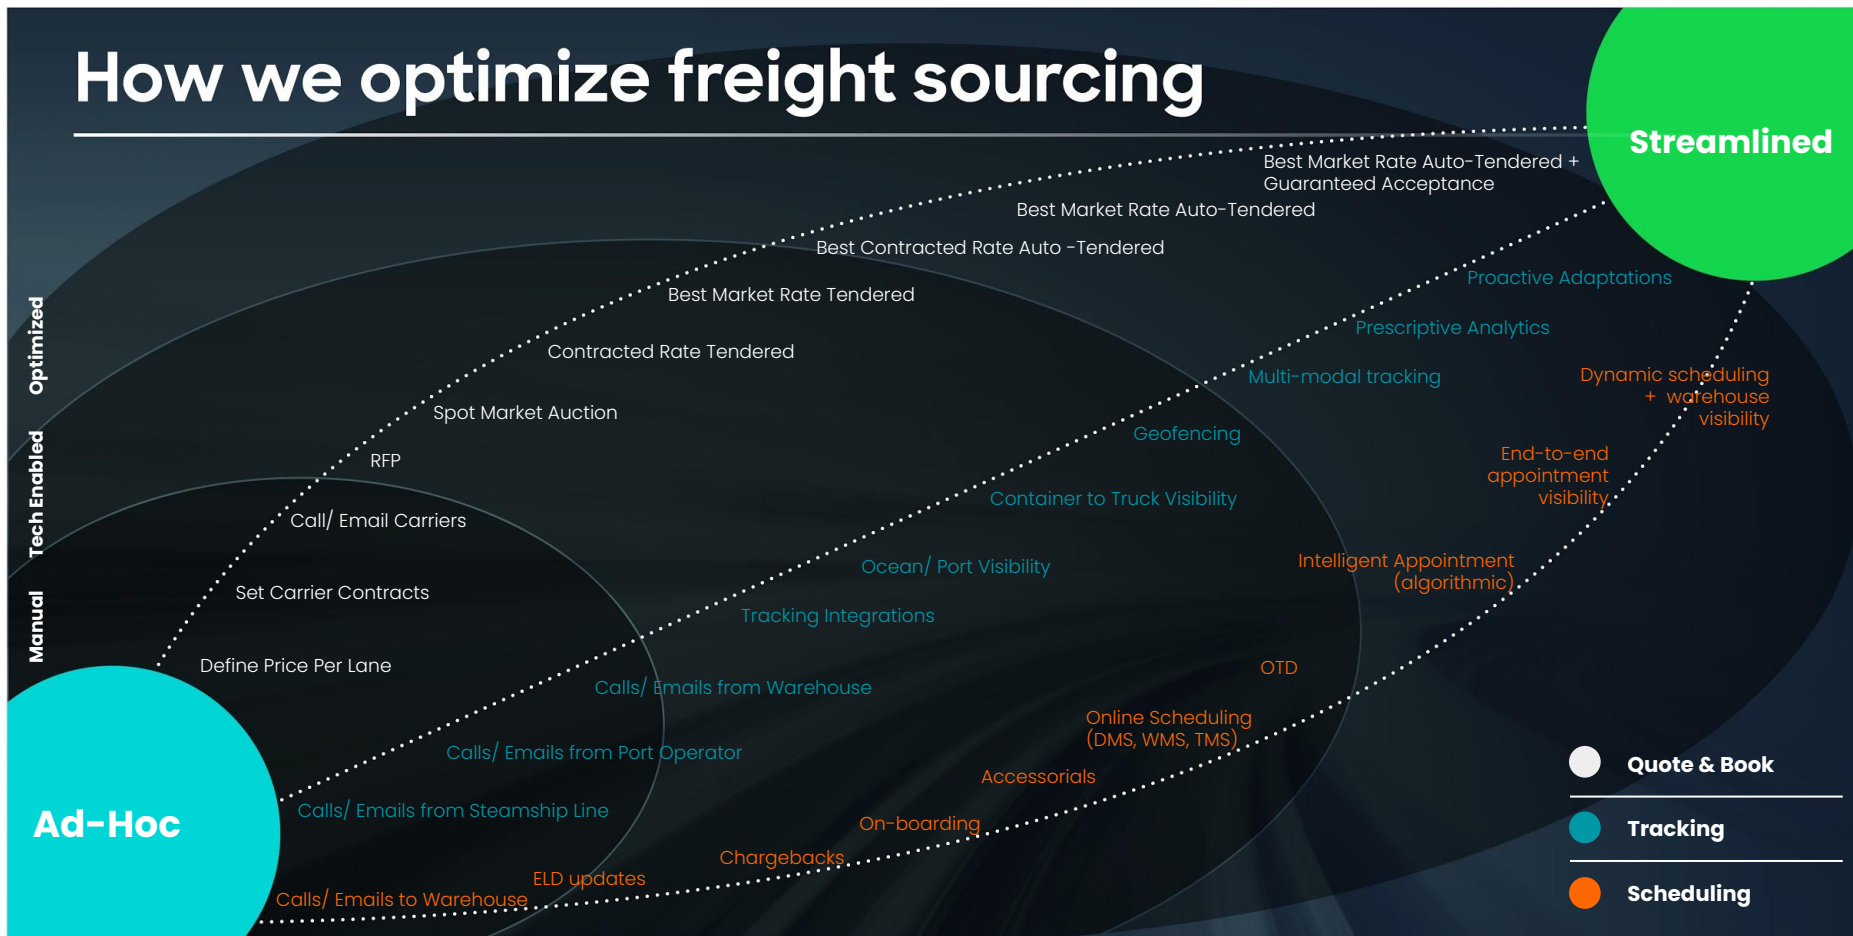 How we optimize freight sourcing
Streamlined
Best Market Rate Auto-Tendered +
Guaranteed Acceptance
Best Market Rate Auto-Tendered
Best Contracted Rate Auto -Tendered
Best Market Rate Tendered
Contracted Rate Tendered
Spot Market Auction
RFP
Call/ Email Carriers
Set Carrier Contracts
Define Price Per Lane
Proactive Adaptations
Prescriptive Analytics
Multi-modal tracking
Geofencing
Container to Truck Visibility
Ocean/ Port Visibility
Tracking Integrations
Calls/ Emails from Warehouse
Calls/ Emails from Port Operator
Calls/ Emails from Steamship Line
Dynamic scheduling
+ warehouse
visibility
End-to-end
appointment
visibility
Intelligent Appointment
(algorithmic)
OTD
Online Scheduling
(DMS, WMS, TMS)
Accessorials
On-boarding
Chargebacks
ELD updates
Calls/ Emails to Warehouse
Optimized
Tech Enabled
Manual
Ad-Hoc
Quote & Book
Tracking
Scheduling